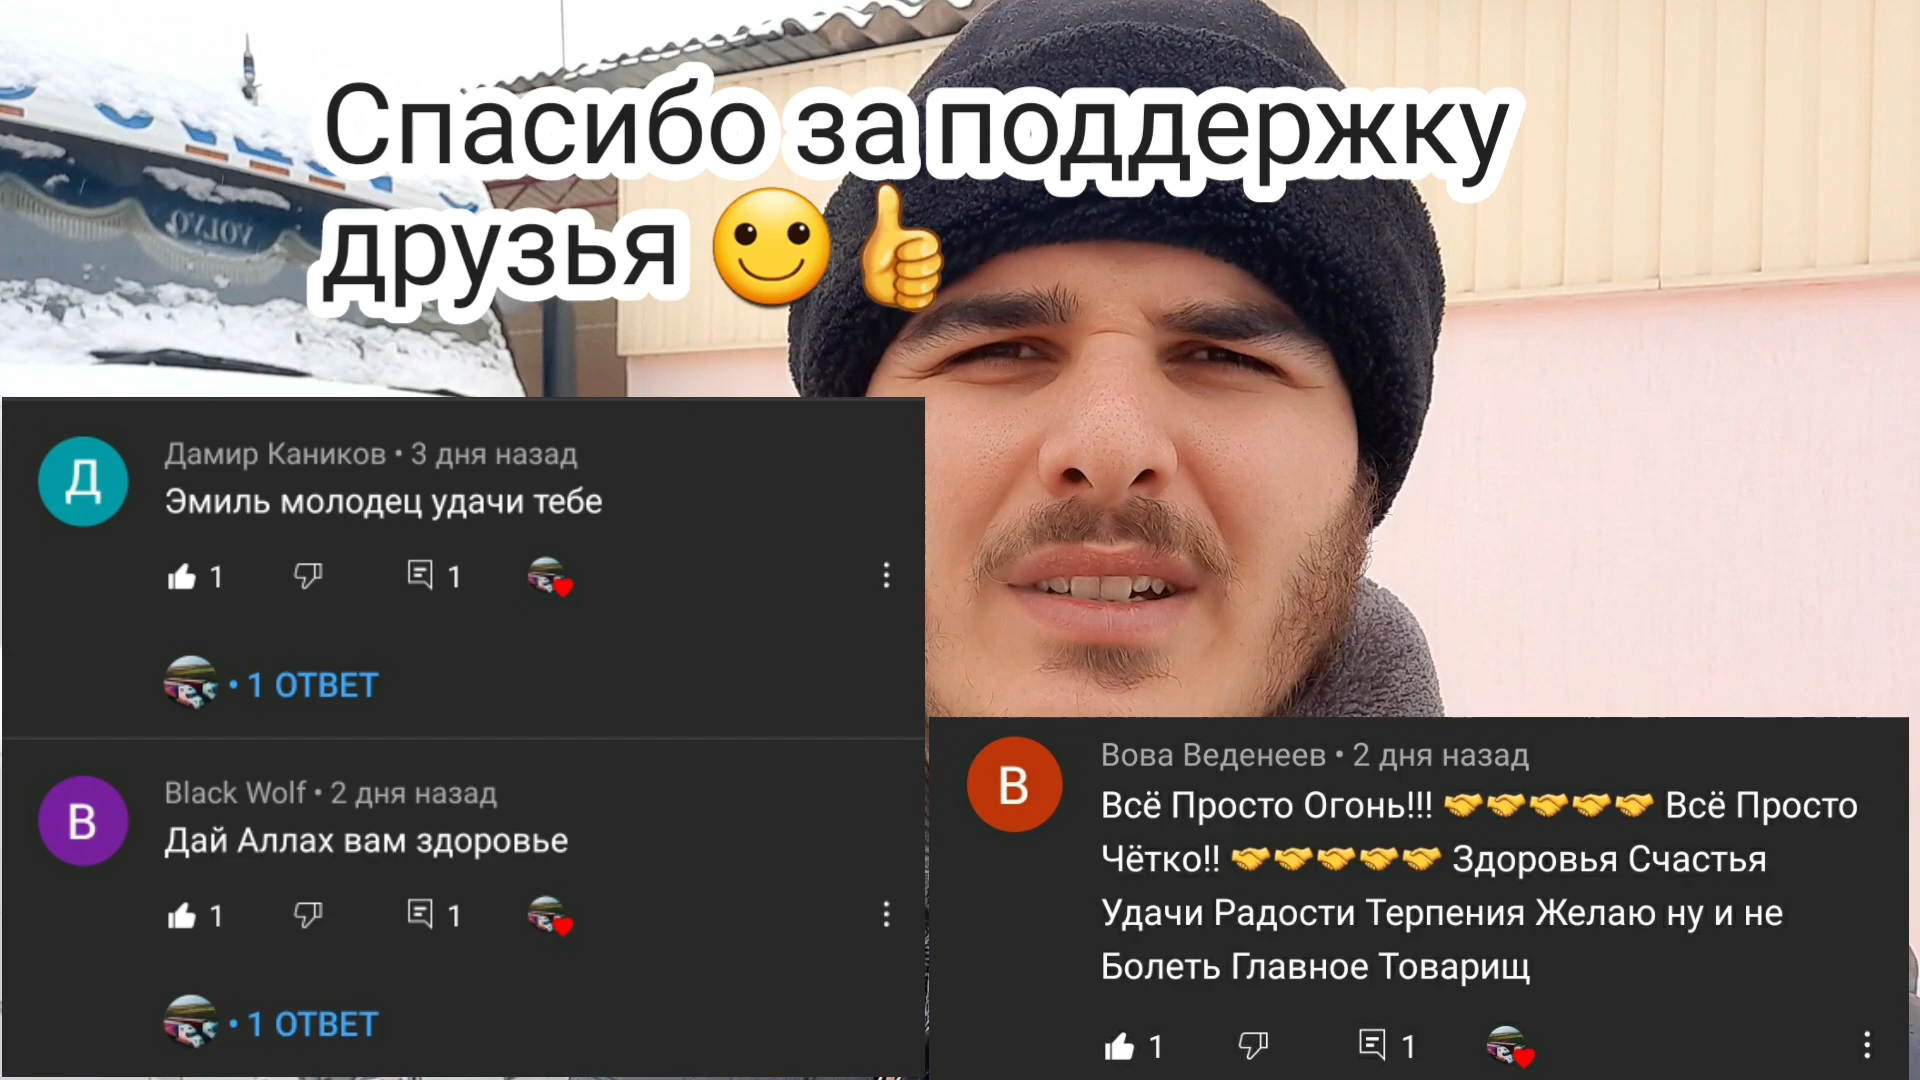 Спасибо за поддержку
друзья 🙂👍
VOLVO
Дамир Каников • 3 дня назад
Эмиль молодец удачи тебе
1 1
• 1 ОТВЕТ
Black Wolf • 2 дня назад
Дай Аллах вам здоровье
1 1
• 1 ОТВЕТ
Вова Веденеев • 2 дня назад
Всё Просто Огонь!!! 🤝🤝🤝🤝🤝 Всё Просто
Чётко!! 🤝🤝🤝🤝🤝 Здоровья Счастья
Удачи Радости Терпения Желаю ну и не
Болеть Главное Товарищ
1 1
Д
B
В